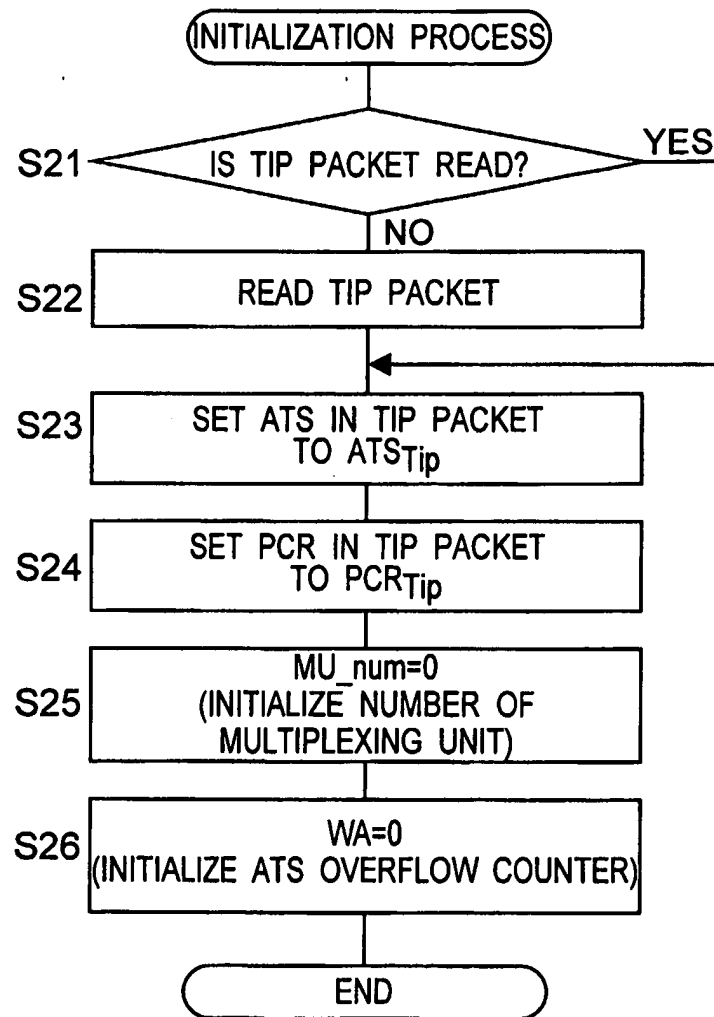 INITIALIZATION PROCESS
S21
IS TIP PACKET READ?
YES
NO
S22
READ TIP PACKET
S23
SET ATS IN TIP PACKET
TO ATSTip
S24
SET PCR IN TIP PACKET
TO PCRTip
S25
MU_num=0
(INITIALIZE NUMBER OF
MULTIPLEXING UNIT)
S26
WA=0
(INITIALIZE ATS OVERFLOW COUNTER)
END